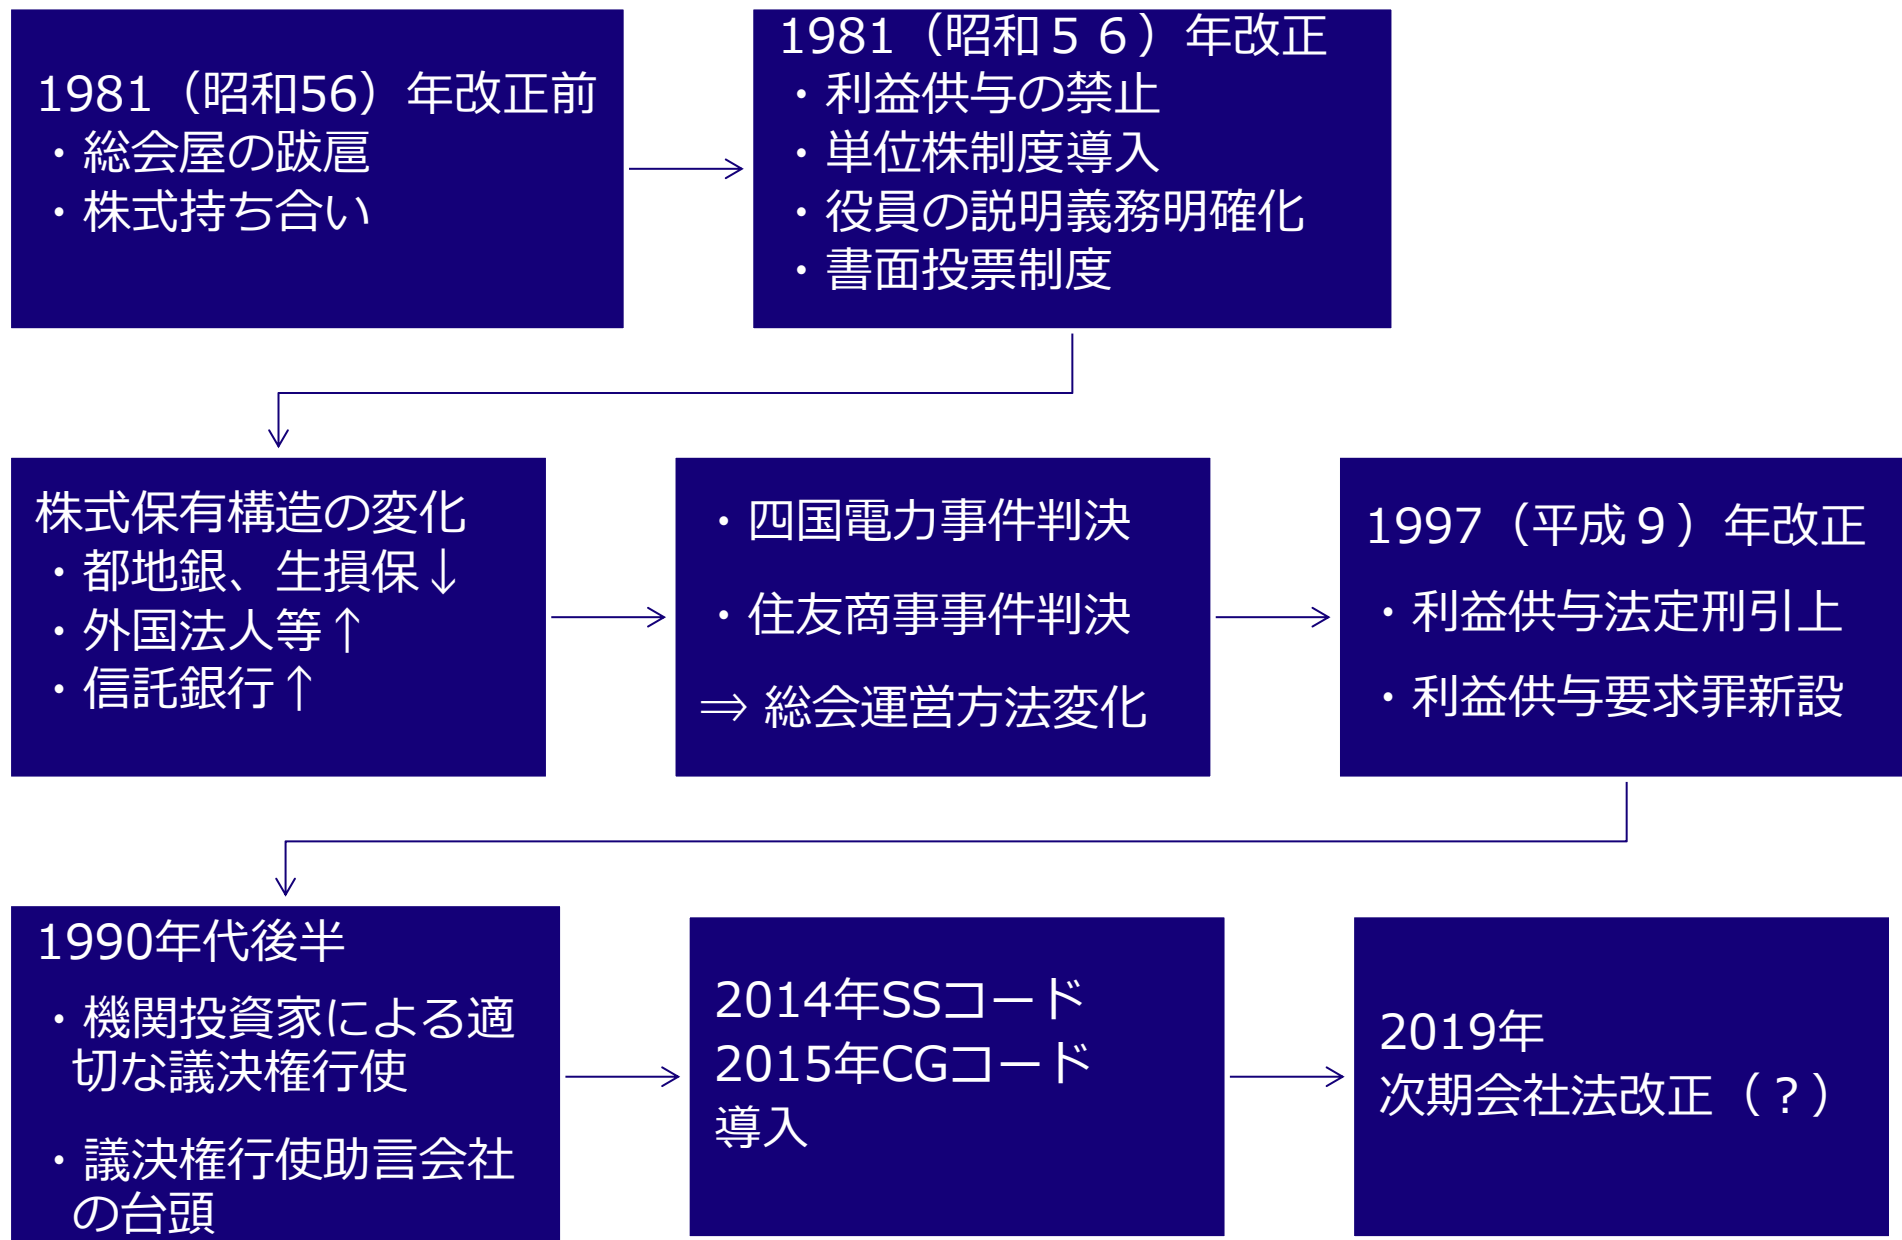 1981（昭和56）年改正前
・総会屋の跋扈
・株式持ち合い
1981（昭和５６）年改正
・利益供与の禁止
・単位株制度導入
・役員の説明義務明確化
・書面投票制度
株式保有構造の変化
・都地銀、生損保↓
・外国法人等↑
・信託銀行↑
・四国電力事件判決
・住友商事事件判決
⇒ 総会運営方法変化
1997（平成９）年改正
・利益供与法定刑引上
・利益供与要求罪新設
1990年代後半
・機関投資家による適
切な議決権行使
・議決権行使助言会社
の台頭
2014年SSコード
2015年CGコード
導入
2019年
次期会社法改正（？）